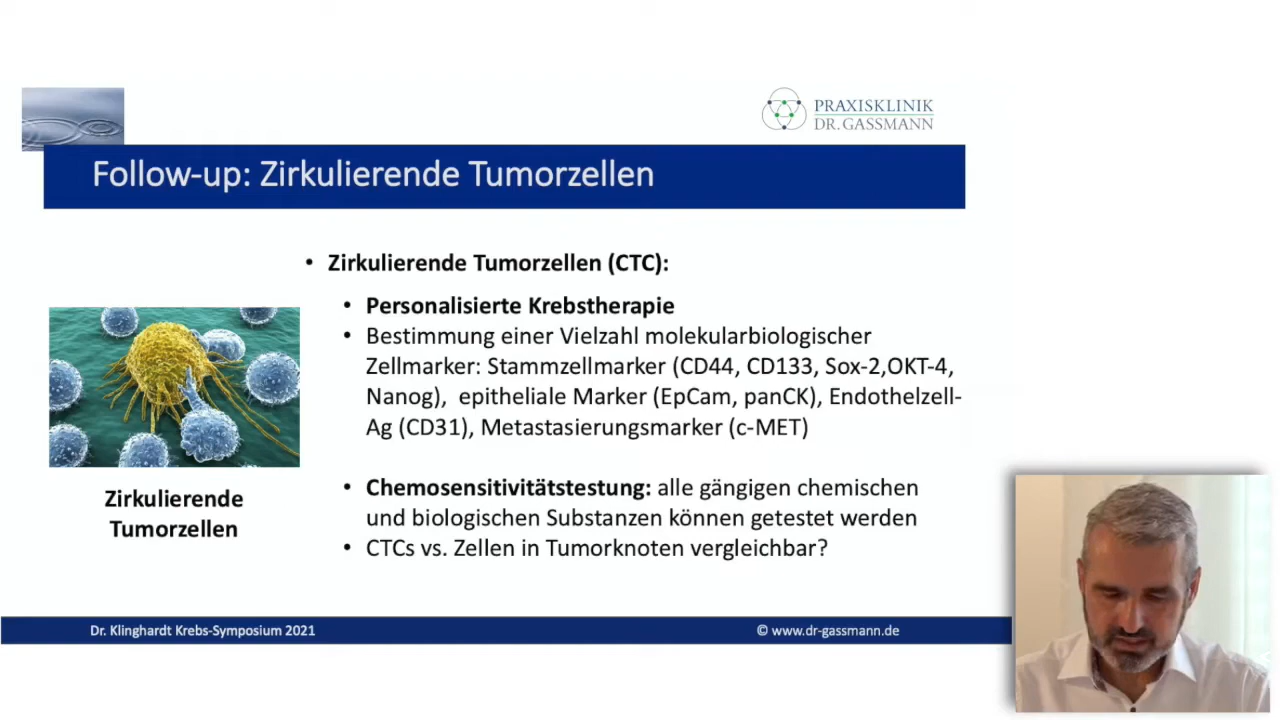 PRAXISKLINIK
DR. GASSMANN
Follow-up: Zirkulierende Tumorzellen
• Zirkulierende Tumorzellen (CTC):
• Personalisierte Krebstherapie
• Bestimmung einer Vielzahl molekularbiologischer
Zellmarker: Stammzellmarker (CD44, CD133, Sox-2,OKT-4,
Nanog), epitheliale Marker (EpCam, panCK), Endothelzell-
Ag (CD31), Metastasierungsmarker (c-MET)
• Chemosensitivitätstestung: alle gängigen chemischen
und biologischen Substanzen können getestet werden
• CTCs vs. Zellen in Tumorknoten vergleichbar?
Zirkulierende
Tumorzellen
Dr. Klinghardt Krebs-Symposium 2021
© www.dr-gassmann.de